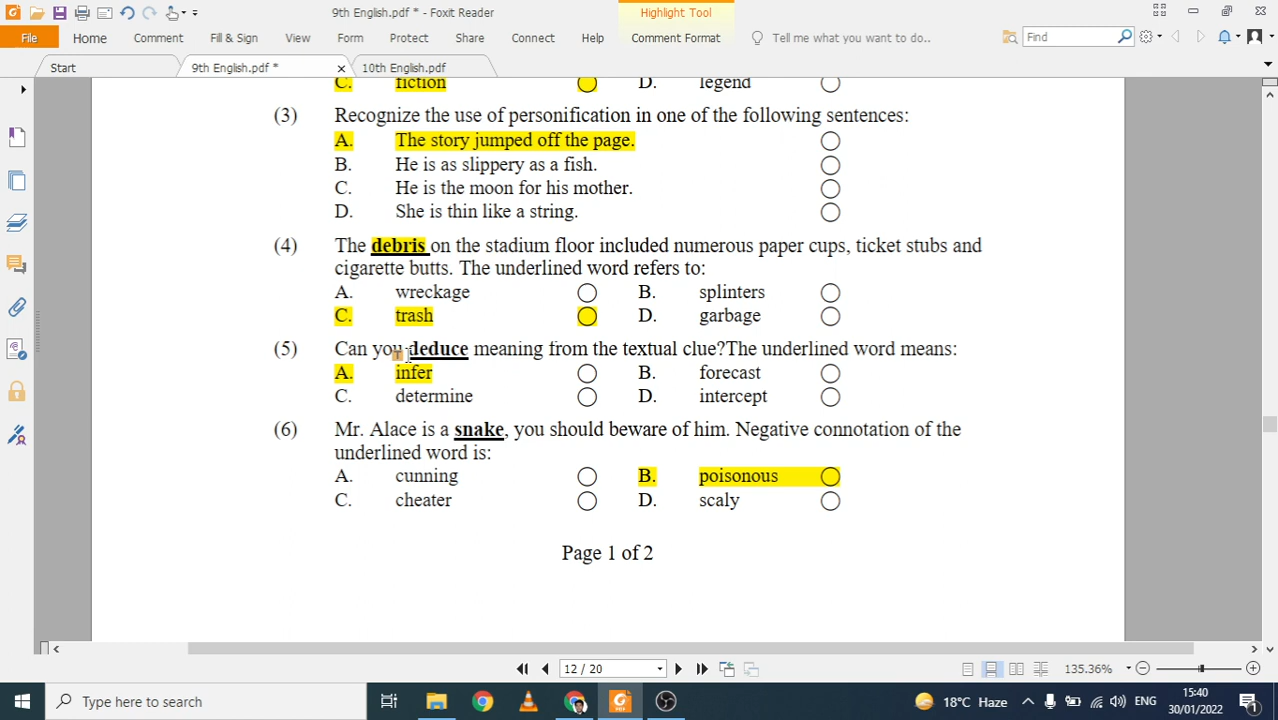 9th English.pdf * - Foxit Reader
Highlight Tool
File Home Comment Fill & Sign View Form Protect Share Connect Help Comment Format Tell me what you want to do.. Find
Start 9th English.pdf * 10th English.pdf
C. fiction D. legend
(3) Recognize the use of personification in one of the following sentences:
A. The story jumped off the page.
B. He is as slippery as a fish.
C. He is the moon for his mother.
D. She is thin like a string.
(4) The debris on the stadium floor included numerous paper cups, ticket stubs and
cigarette butts. The underlined word refers to:
A. wreckage B. splinters
C. trash D. garbage
(5) Can you deduce meaning from the textual clue?The underlined word means:
A. infer B. forecast
C. determine D. intercept
(6) Mr. Alace is a snake, you should beware of him. Negative connotation of the
underlined word is:
A. cunning B. poisonous
C. cheater D. scaly
Page 1 of 2
12 / 20 135.36%
Type here to search 18°C Haze ENG 15:40
30/01/2022 1